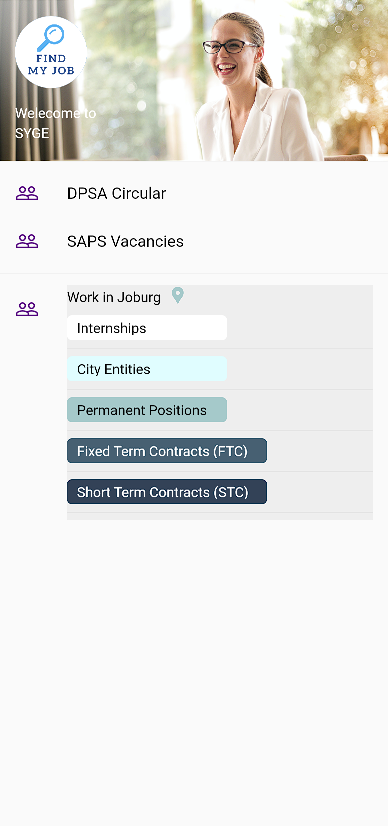 FIND
MY JOB
Welecome to
SYGE
DPSA Circular
SAPS Vacancies
Work in Joburg
Internships
City Entities
Permanent Positions
Fixed Term Contracts (FTC)
Short Term Contracts (STC)